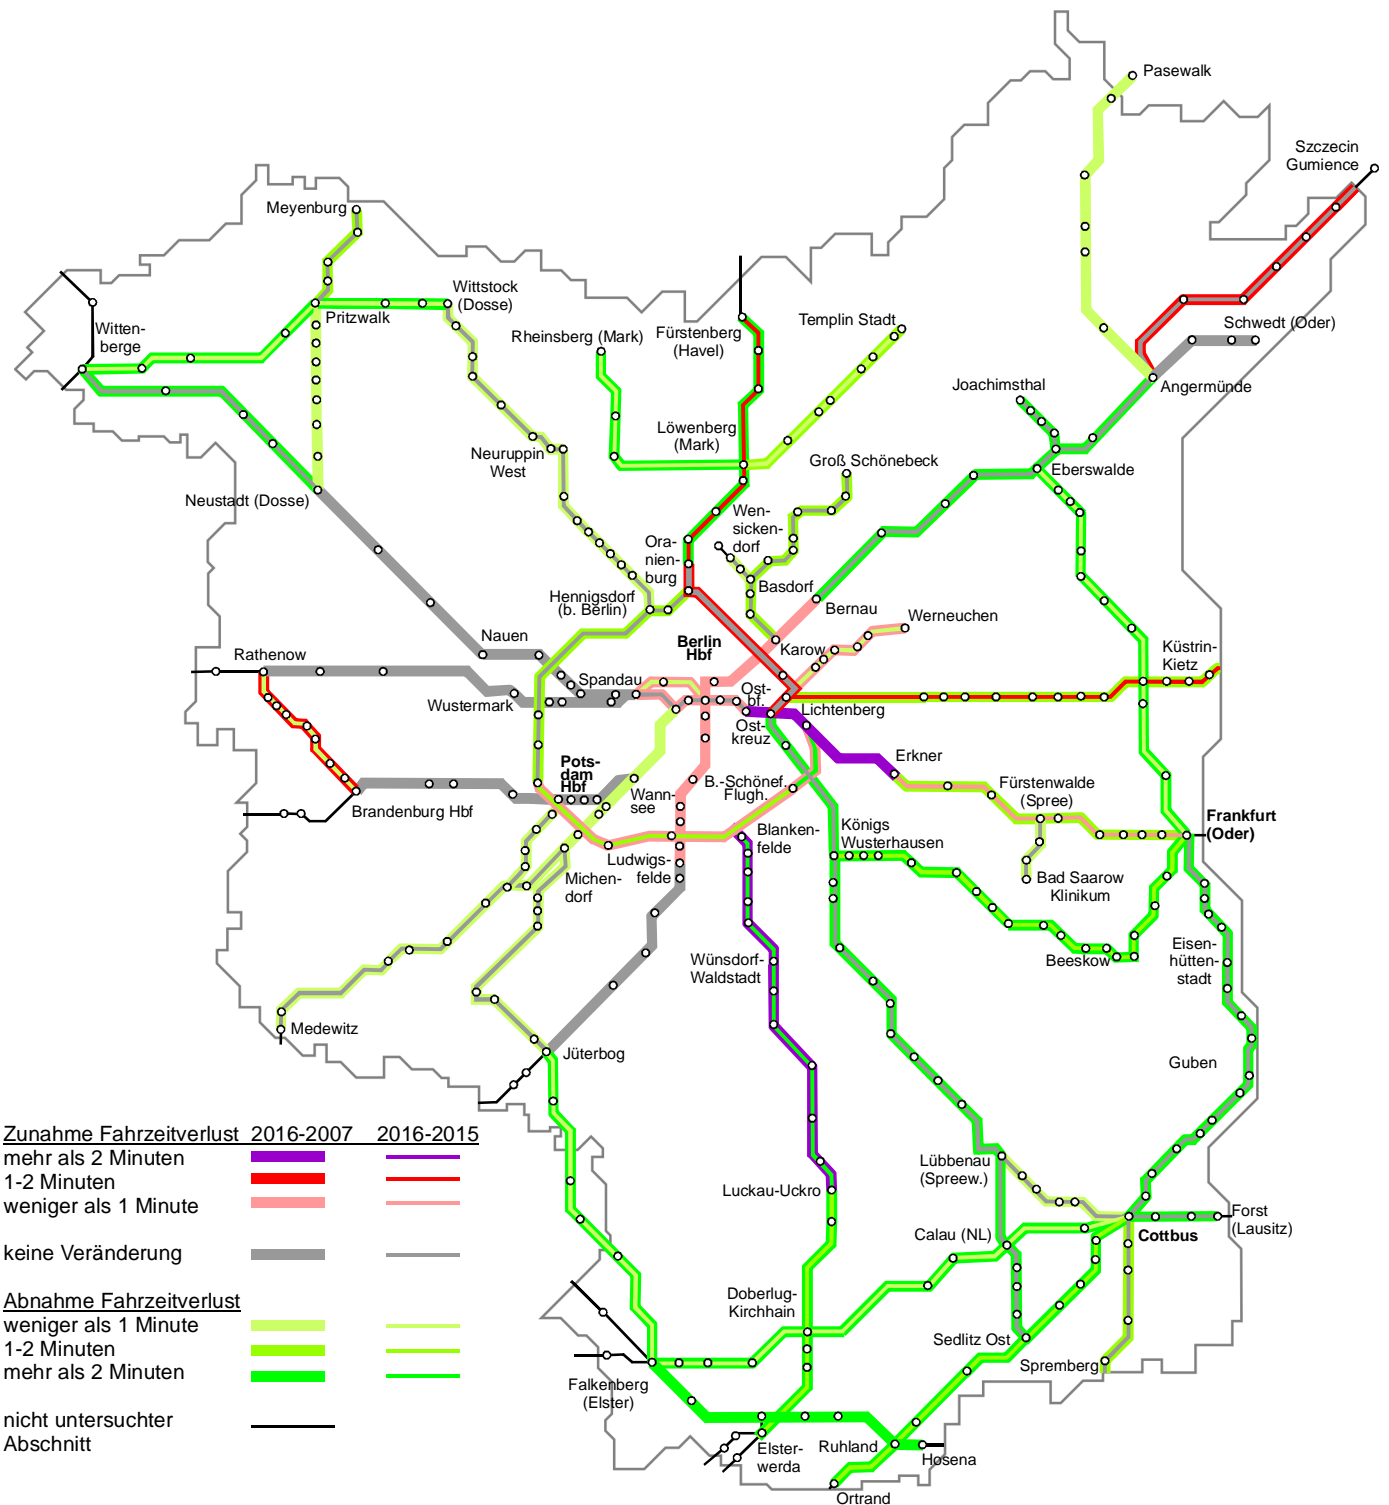 Pasewalk
Szczecin
Gumience
Meyenburg
Wittstock
(Dosse)
Pritzwalk
Witten-
berge
Rheinsberg (Mark)
Fürstenberg
(Havel)
Templin Stadt
Schwedt (Oder)
Angermünde
Joachimsthal
Löwenberg
(Mark)
Neuruppin
West
Groß Schönebeck
Eberswalde
Neustadt (Dosse)
Wen-
sicken-
dorf
Ora-
nien-
burg
Basdorf
Hennigsdorf
(b. Berlin)
Bernau
Werneuchen
Nauen
Berlin
Hbf
Karow
Küstrin-
Kietz
Rathenow
Spandau
Wustermark
Ost-
bf.
Lichtenberg
Ost-
kreuz
Erkner
Pots-
dam
Hbf
B.-Schönef.
Flugh.
Fürstenwalde
(Spree)
Wann-
see
Brandenburg Hbf
Frankfurt
(Oder)
Blanken-
felde
Königs
Wusterhausen
Ludwigs-
felde
Michen-
dorf
Bad Saarow
Klinikum
Eisen-
hütten-
stadt
Beeskow
Wünsdorf-
Waldstadt
Medewitz
Jüterbog
Guben
Zunahme Fahrzeitverlust 2016-2007 2016-2015
mehr als 2 Minuten
1-2 Minuten
weniger als 1 Minute
keine Veränderung
Abnahme Fahrzeitverlust
weniger als 1 Minute
1-2 Minuten
mehr als 2 Minuten
nicht untersuchter
Abschnitt
Lübbenau
(Spreew.)
Luckau-Uckro
Forst
(Lausitz)
Calau (NL)
Cottbus
Doberlug-
Kirchhain
Sedlitz Ost
Spremberg
Falkenberg
(Elster)
Elster-
werda
Ruhland
Hosena
Ortrand